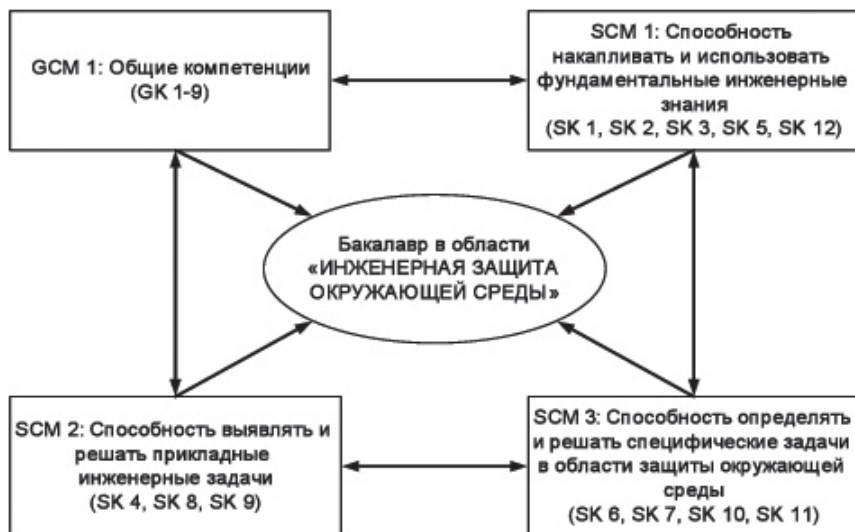 GCM 1: Общие компетенции
(GK 1-9)
SCM 1: Способность
накапливать и использовать
фундаментальные инженерные
знания
(SK 1, SK 2, SK 3, SK 5, SK 12)
Бакалавр в области
«ИНЖЕНЕРНАЯ ЗАЩИТА
ОКРУЖАЮЩЕЙ СРЕДЫ»
SCM 2: Способность выявлять и
решать прикладные
инженерные задачи
(SK 4, SK 8, SK 9)
SCM 3: Способность определять
и решать специфические задачи
в области защиты окружающей
среды
(SK 6, SK 7, SK 10, SK 11)